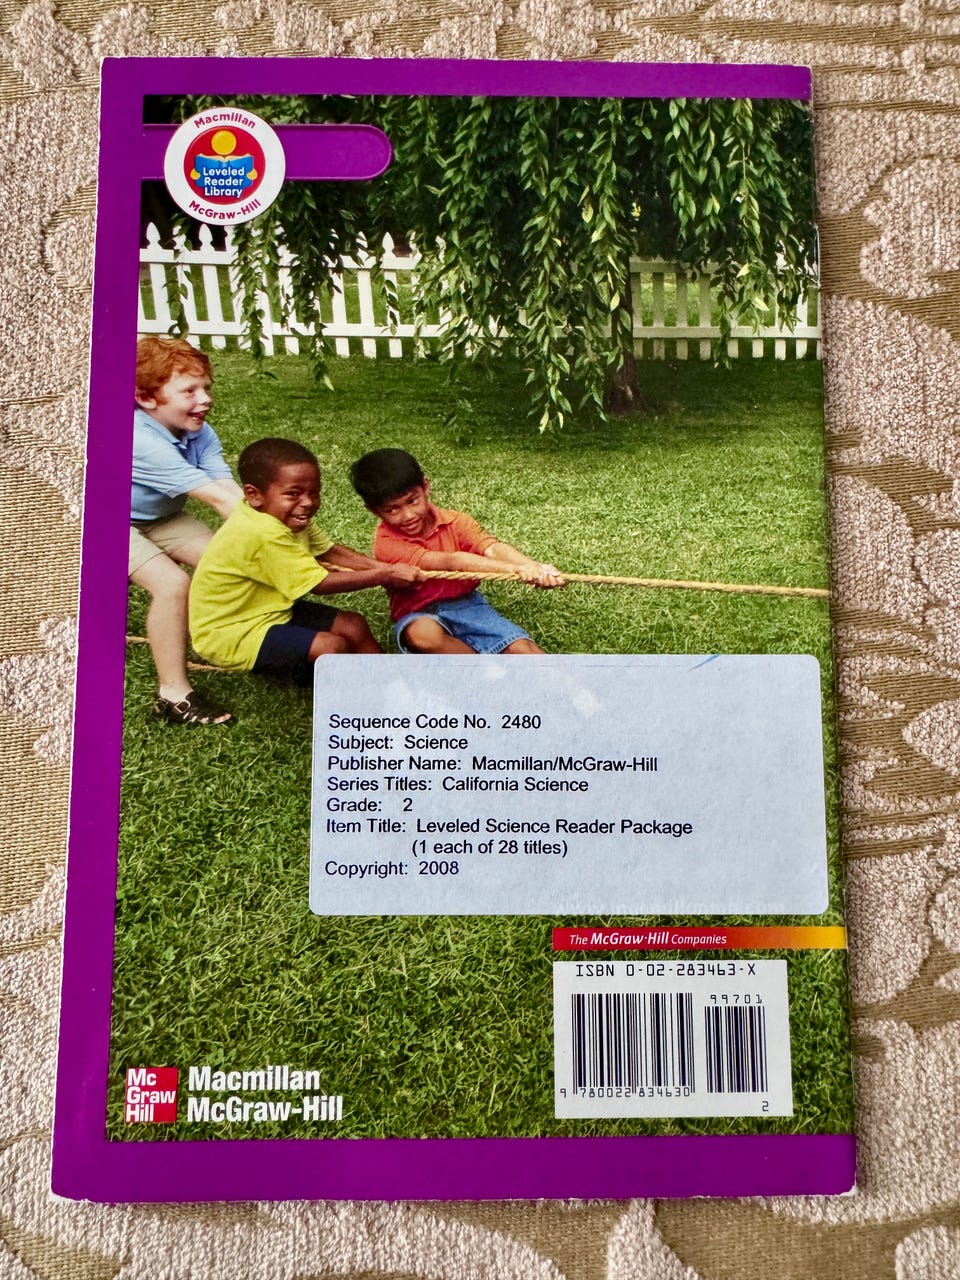 Macmillan
Leveled
Reader
Library
McGraw-Hill
Sequence Code No. 2480
Subject: Science
Publisher Name: Macmillan/McGraw-Hill
Series Titles: California Science
Grade: 2
Item Title: Leveled Science Reader Package
(1 each of 28 titles)
Copyright: 2008
The McGraw·Hill Companies
ISBN 0-02-283463-X
99701
9 780022 834630
2
Mc
Graw
Hill
Macmillan
McGraw-Hill